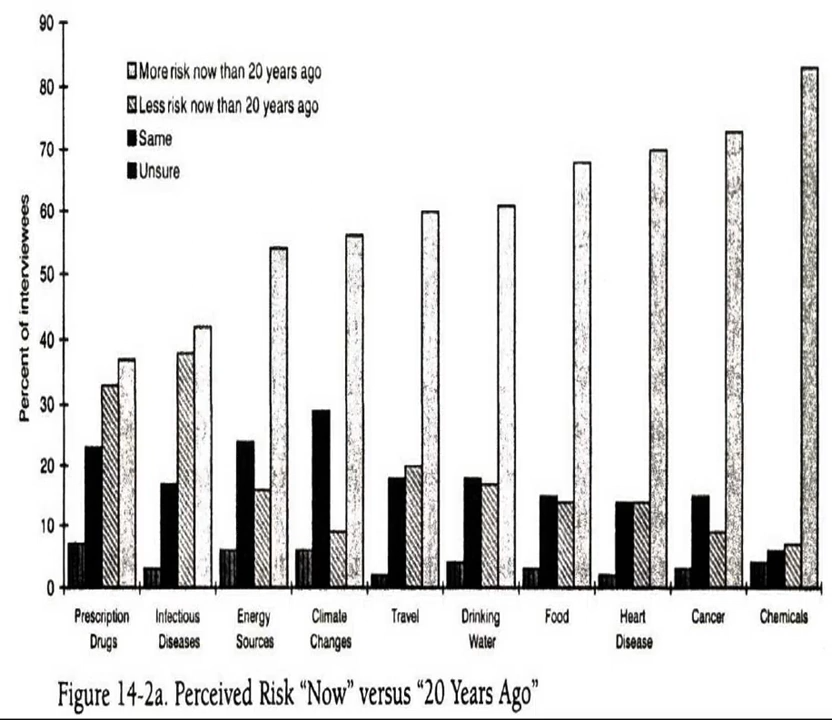 90
80
70
60
50
40
30
20
10
0
Percent of interviewees
More risk now than 20 years ago
Less risk now than 20 years ago
Same
Unsure
Prescription Drugs
Infectious Diseases
Energy Sources
Climate Changes
Travel
Drinking Water
Food
Heart Disease
Cancer
Chemicals
Figure 14-2a. Perceived Risk “Now” versus “20 Years Ago”